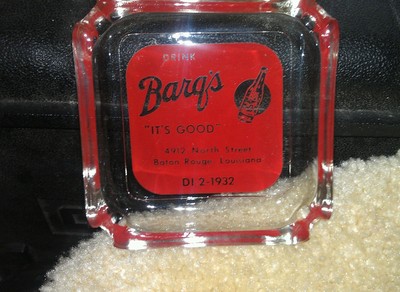 DRINK
Barq's
"IT'S GOOD"
4912 North Street
Baton Rouge, Louisiana
DI 2-1932